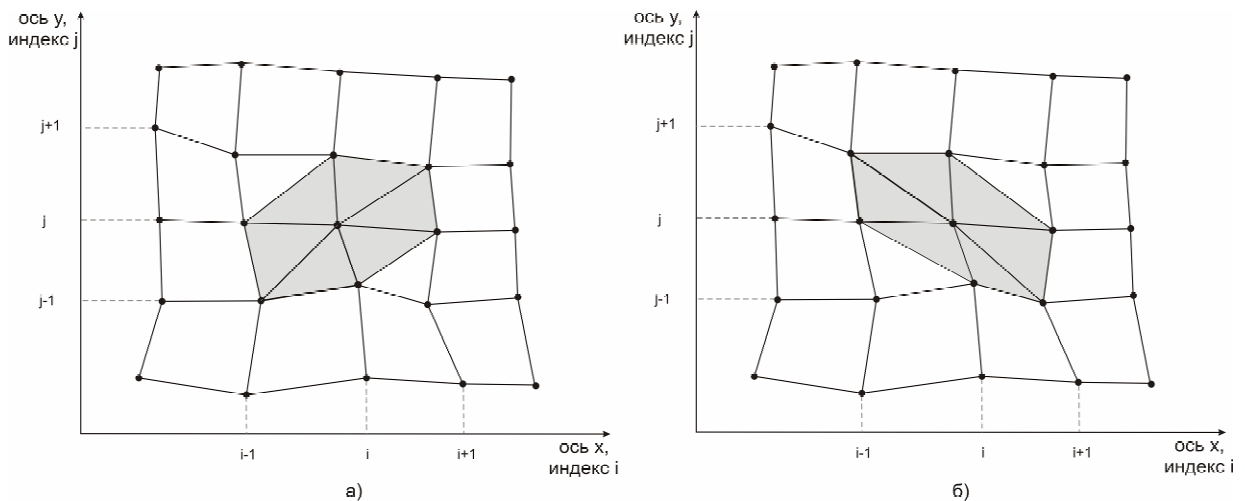 ось y,
индекс j
j+1
j
j-1
i-1
i
i+1
ось x,
индекс i
а)
ось y,
индекс j
j+1
j
j-1
i-1
i
i+1
ось x,
индекс i
б)